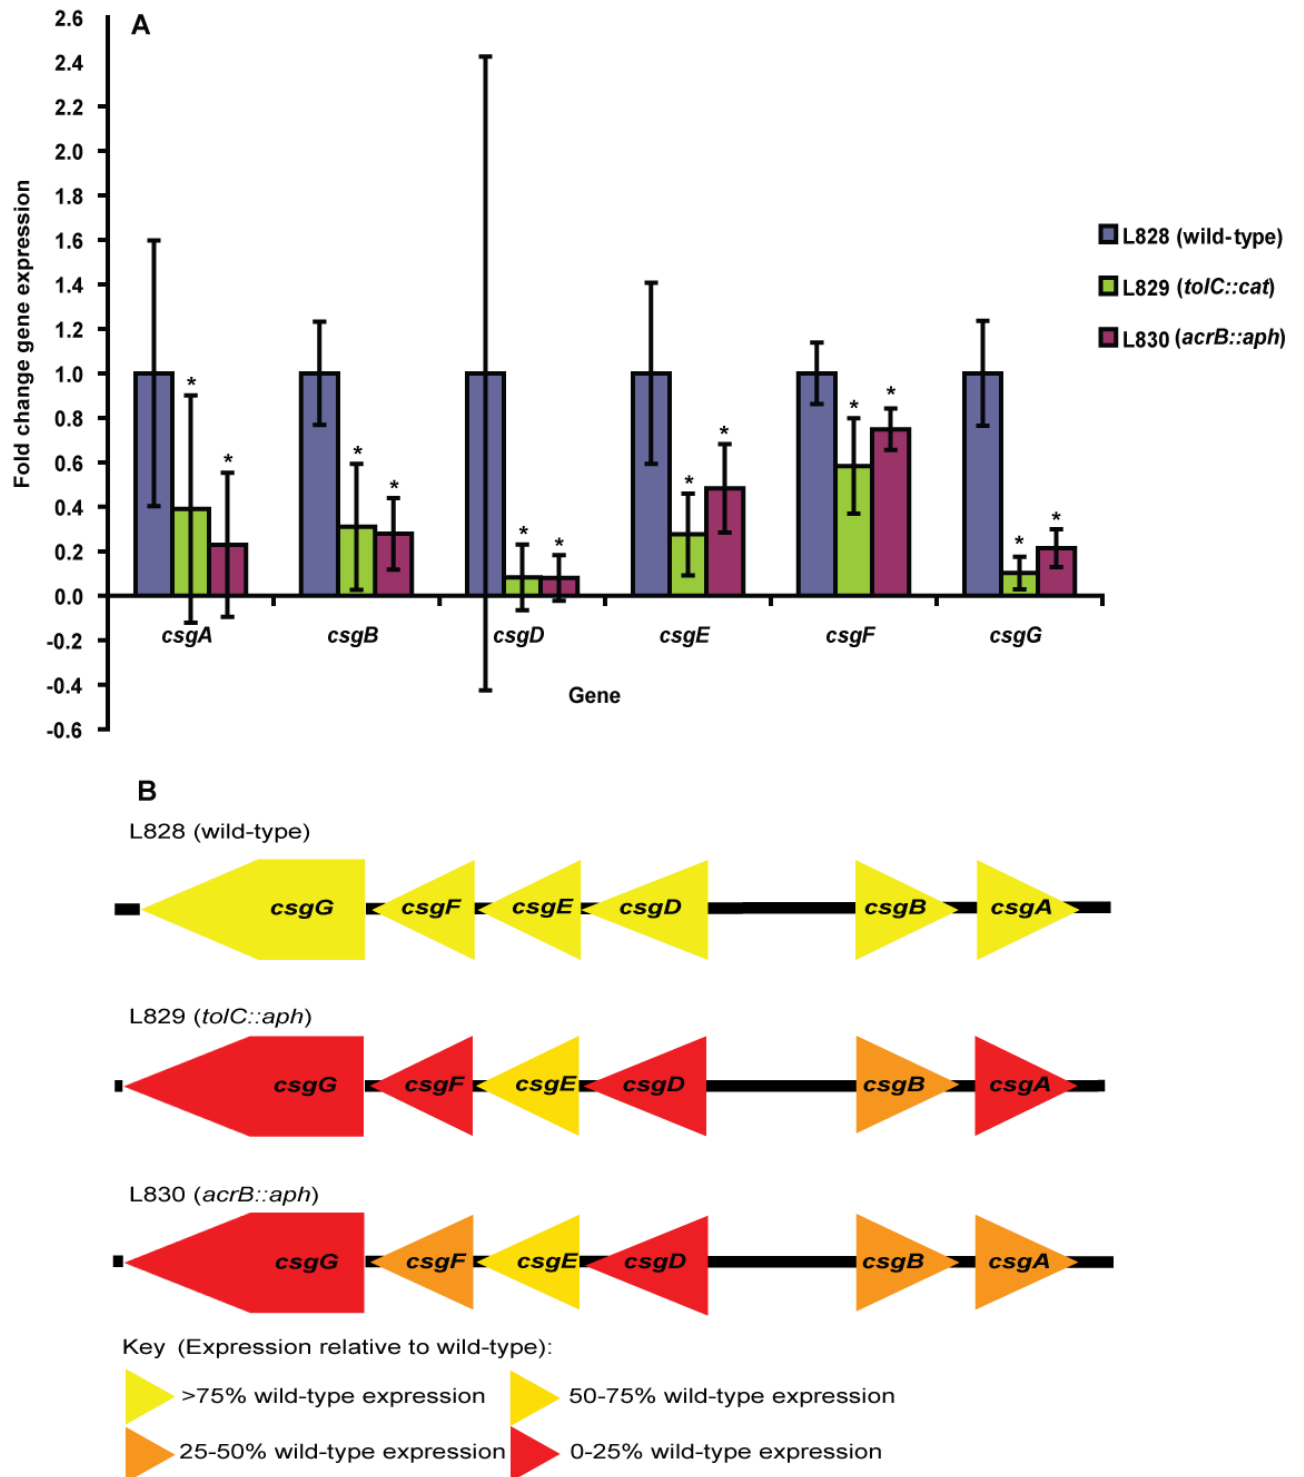 A
2.6
2.4
2.2
2.0
1.8
1.6
1.4
1.2
1.0
0.8
0.6
0.4
0.2
0.0
-0.2
-0.4
-0.6
Fold change gene expression
* * * * * * * * * * * *
csgA csgB csgD csgE csgF csgG
Gene
L828 (wild-type)
L829 (tolC::cat)
L830 (acrB::aph)
B
L828 (wild-type)
csgG csgF csgE csgD csgB csgA
L829 (tolC::aph)
csgG csgF csgE csgD csgB csgA
L830 (acrB::aph)
csgG csgF csgE csgD csgB csgA
Key (Expression relative to wild-type):
>75% wild-type expression 50-75% wild-type expression
25-50% wild-type expression 0-25% wild-type expression